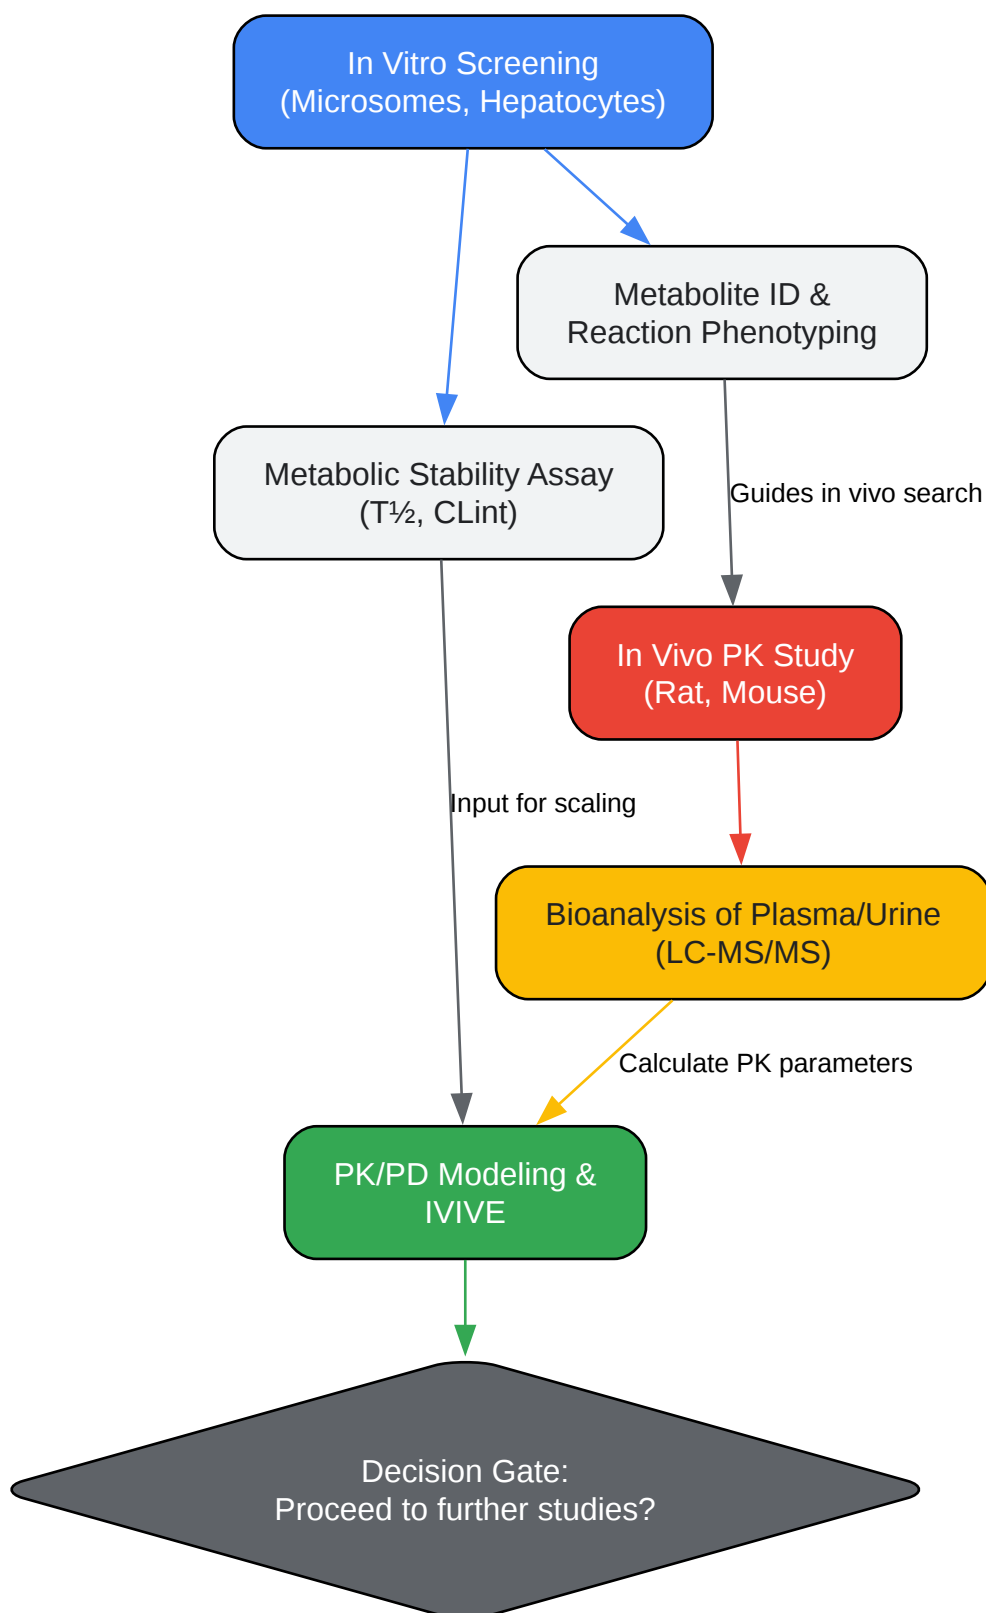 In Vitro Screening
(Microsomes, Hepatocytes)
Metabolite ID &
Reaction Phenotyping
Metabolic Stability Assay
(T½, CLint)
Guides in vivo search
In Vivo PK Study
(Rat, Mouse)
Input for scaling
Bioanalysis of Plasma/Urine
(LC-MS/MS)
Calculate PK parameters
PK/PD Modeling &
IVIVE
Decision Gate:
Proceed to further studies?